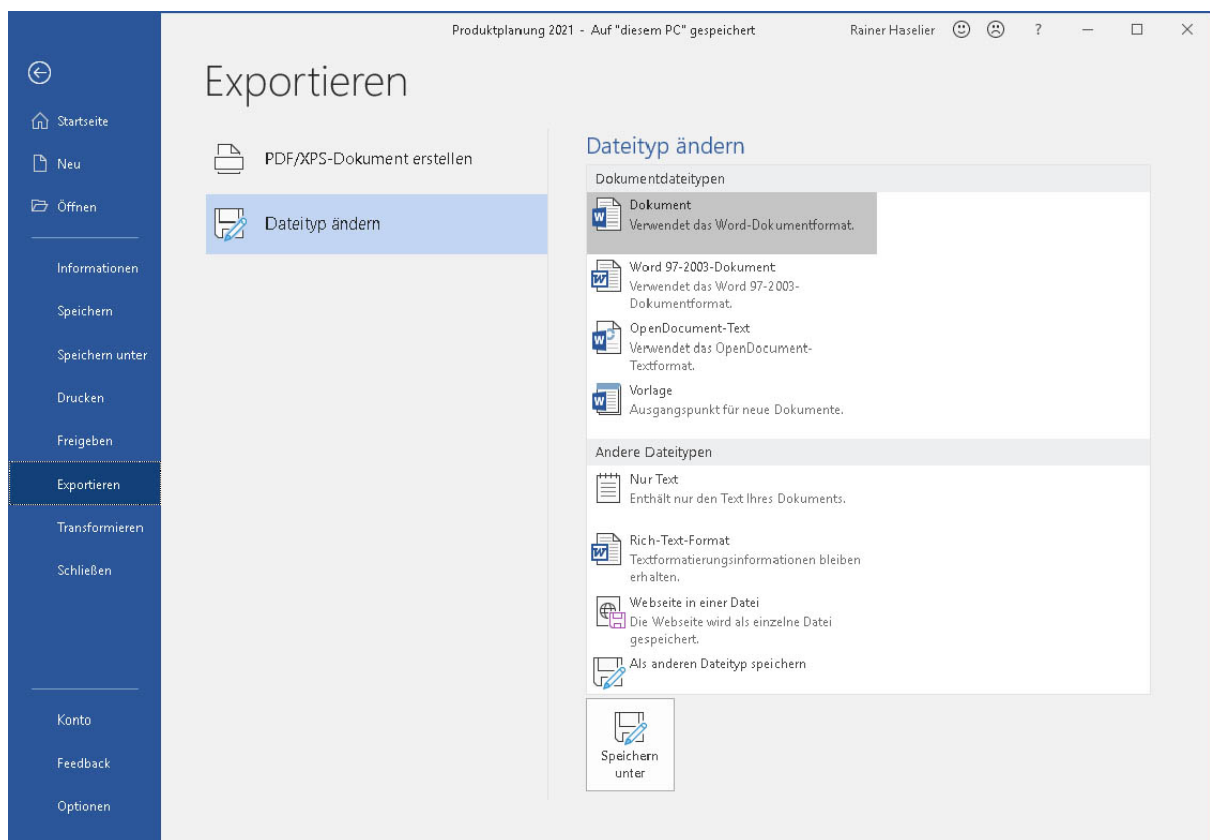 Produktplanung 2021 - Auf "diesem PC" gespeichert
Rainer Haselier
?
Startseite
Neu
Öffnen
Informationen
Speichern
Speichern unter
Drucken
Freigeben
Exportieren
Transformieren
Schließen
Konto
Feedback
Optionen
Exportieren
PDF/XPS-Dokument erstellen
Dateityp ändern
Dateityp ändern
Dokumentdateitypen
Dokument
Verwendet das Word-Dokumentformat.
Word 97-2003-Dokument
Verwendet das Word 97-2003-
Dokumentformat.
OpenDocument-Text
Verwendet das OpenDocument-
Textformat.
Vorlage
Ausgangspunkt für neue Dokumente.
Andere Dateitypen
Nur Text
Enthält nur den Text Ihres Dokuments.
Rich-Text-Format
Textformatierungsinformationen bleiben
erhalten.
Webseite in einer Datei
Die Webseite wird als einzelne Datei
gespeichert.
Als anderen Dateityp speichern
Speichern
unter